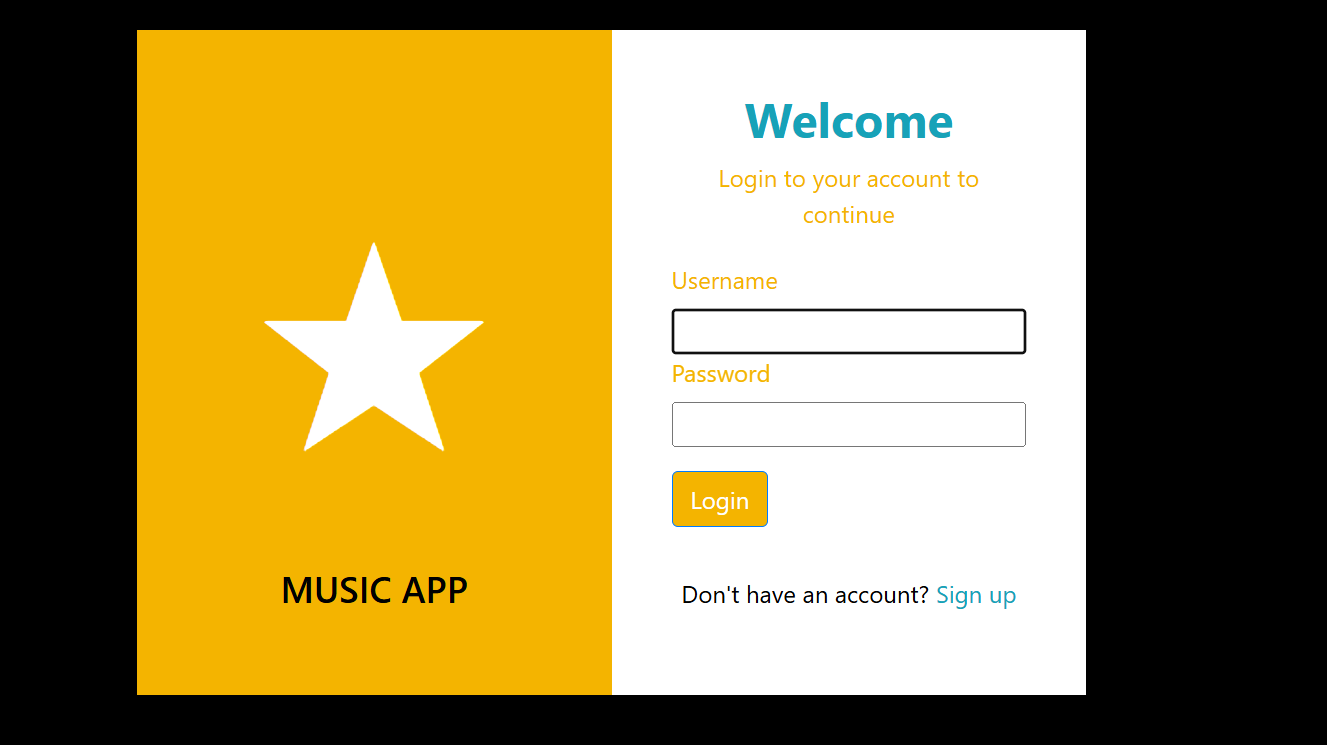 MUSIC APP
Welcome
Login to your account to
continue
Username
Password
Login
Don't have an account? Sign up